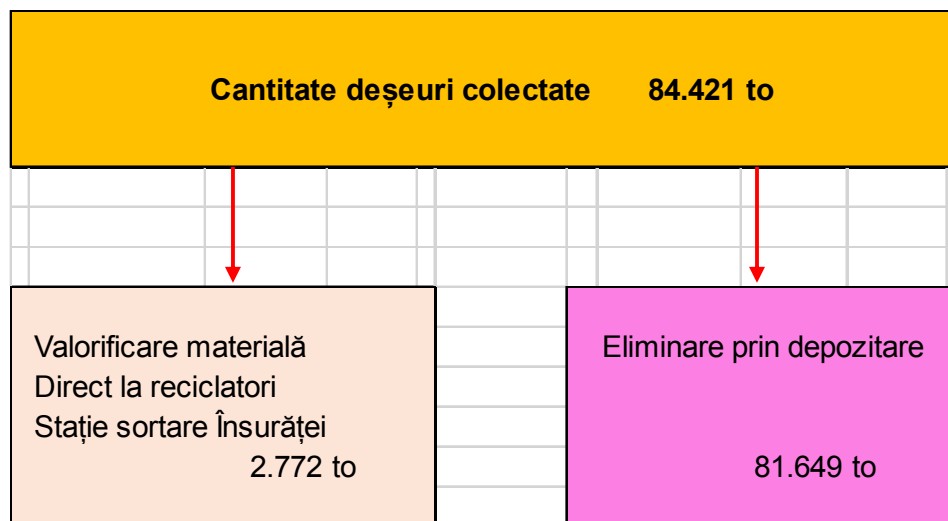 Cantitate deșeuri colectate 84.421 to
Valorificare materială
Direct la reciclatori
Stație sortare Însurăței
2.772 to
Eliminare prin depozitare
81.649 to